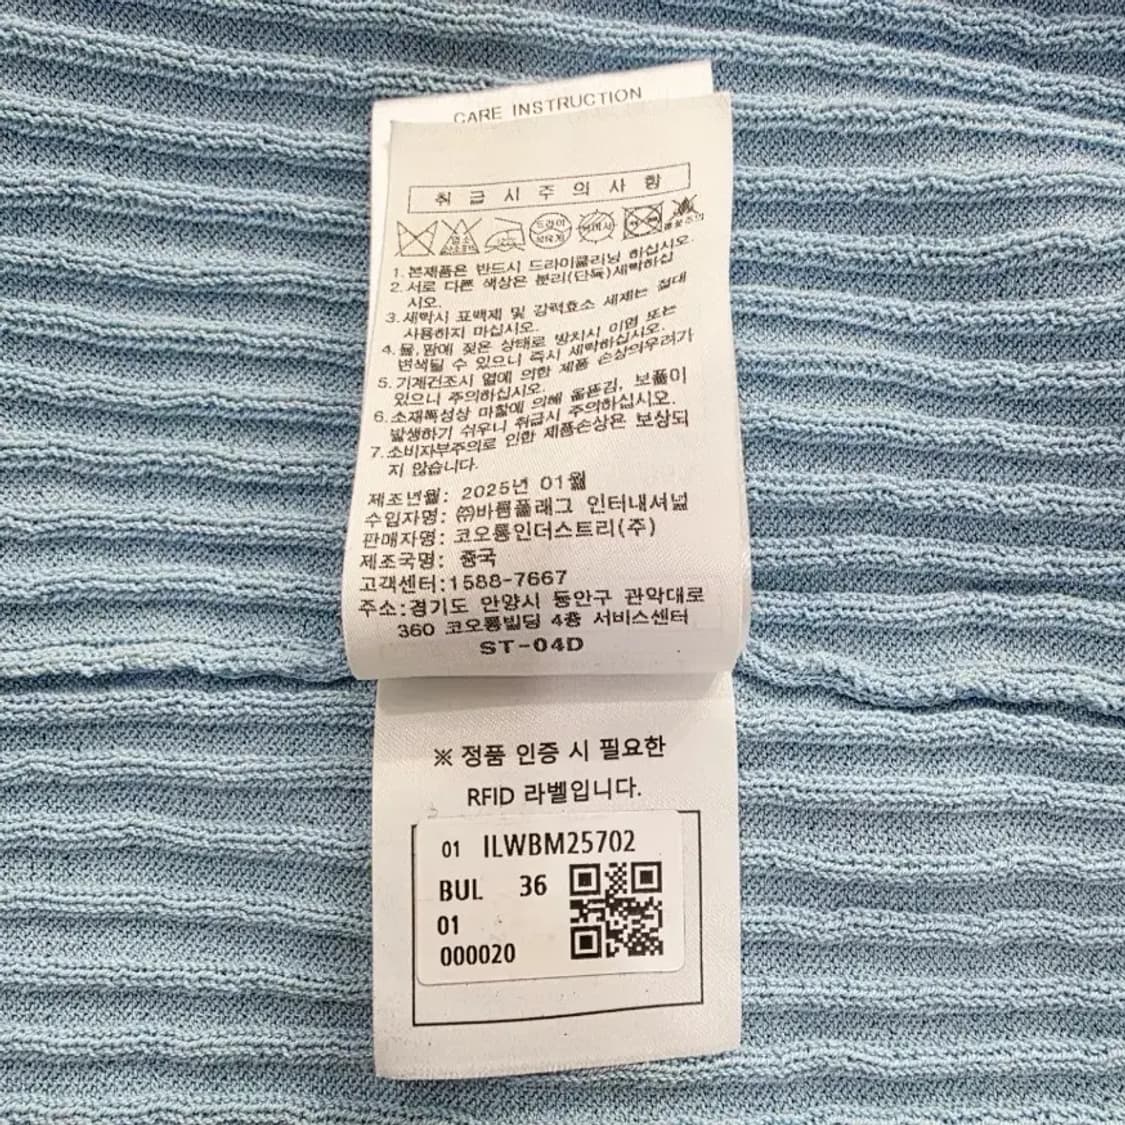 CARE INSTRUCTION
취급시주의사항
드라이
1. 본제품은 반드시 드라이클리닝 하십시오.
2. 서로 다른 색상은 분리(단독)세탁하십
시오.
3. 세탁시 표백제 및 강력효소 세제는 절대
사용하지 마십시오.
4. 물,땀에 젖은 상태로 방치시 이염 또는
변색될 수 있으니 즉시 세탁하십시오.
5. 기계건조시 열에 의한 제품 손상의우려가
있으니 주의하십시오.
6. 소재특성상 마찰에 의해 올뜯김, 보풀이
발생하기 쉬우니 취급시 주의하십시오.
7. 소비자부주의로 인한 제품손상은 보상되
지 않습니다.
제조년월: 2025년 01월
수입자명: ㈜바름플래그 인터내셔널
판매자명: 코오롱인더스트리(주)
제조국명: 중국
고객센터:1588-7667
주소:경기도 안양시 동안구 관악대로
360 코오롱빌딩 4층 서비스센터
ST-04D
※ 정품 인증 시 필요한
RFID 라벨입니다.
01 ILWBM25702
BUL 36
01
000020